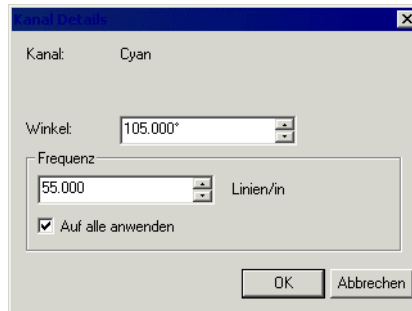 Kanal Details
Kanal: Cyan
Winkel: 105.000°
Frequenz
55.000 Linien/in
Auf alle anwenden
OK Abbrechen